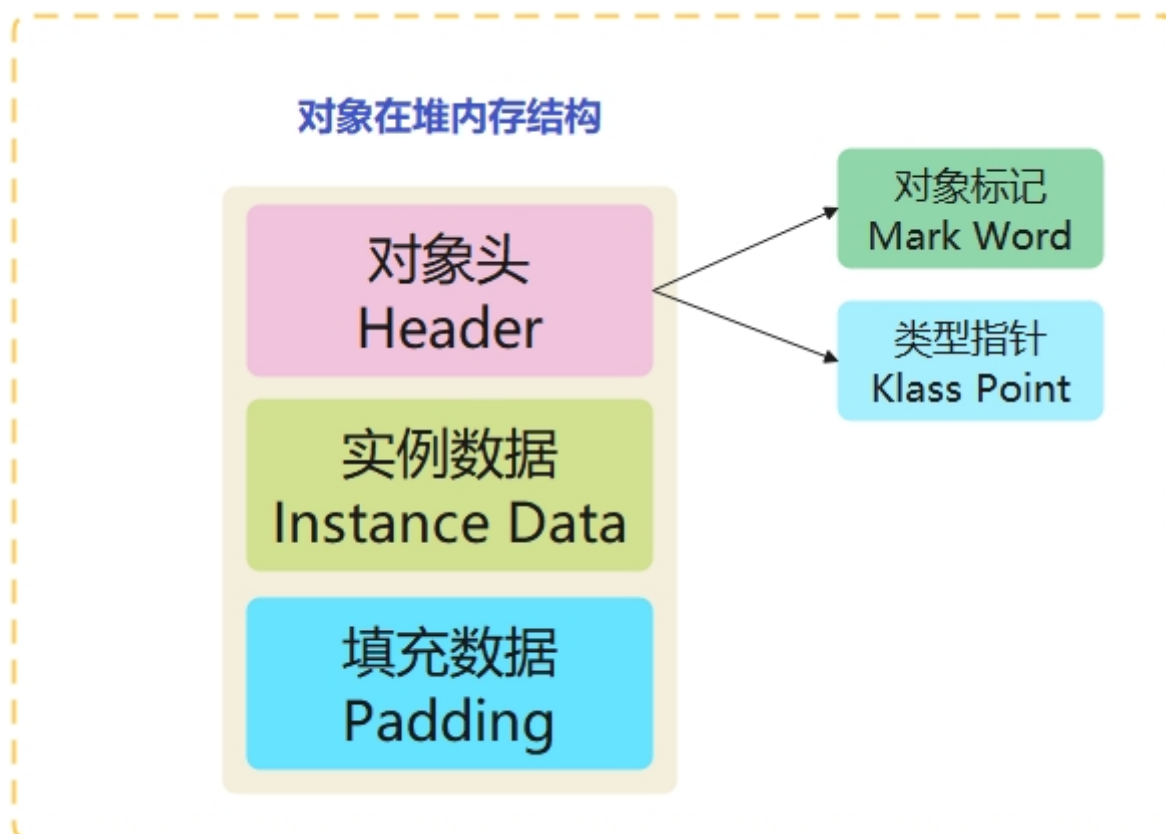 对象在堆内存结构
对象头
Header
实例数据
Instance Data
填充数据
Padding
对象标记
Mark Word
类型指针
Klass Point